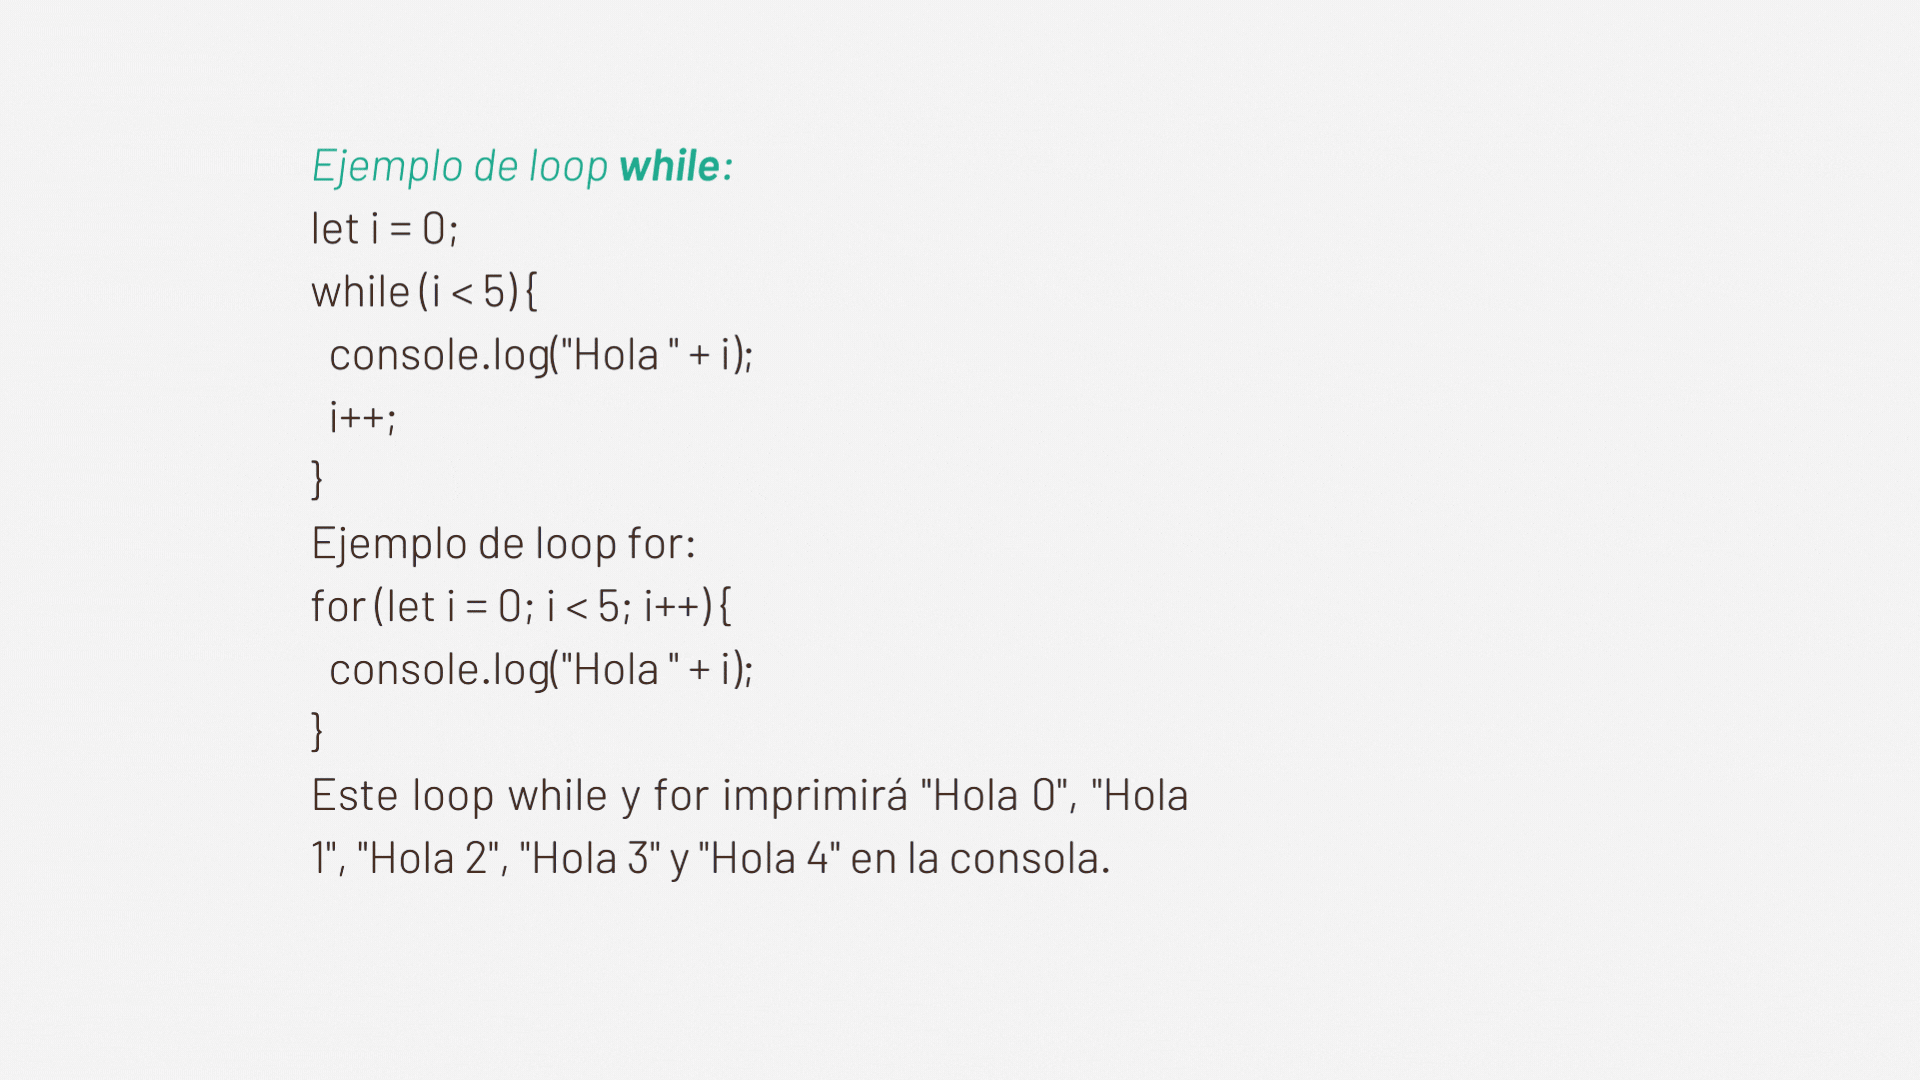 Ejemplo de loop while:
let i = 0;
while (i < 5) {
  console.log("Hola " + i);
  i++;
}
Ejemplo de loop for:
for (let i = 0; i < 5; i++) {
  console.log("Hola " + i);
}
Este loop while y for imprimirá "Hola 0", "Hola
1", "Hola 2", "Hola 3" y "Hola 4" en la consola.